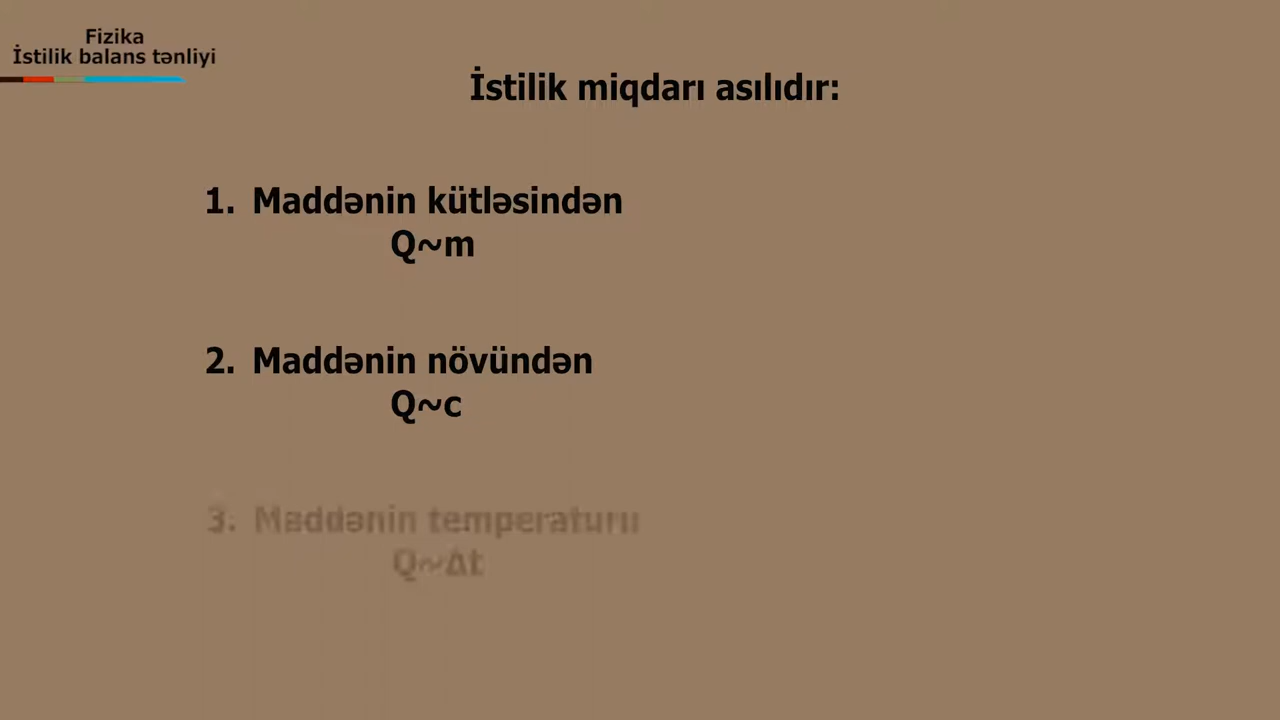 Fizika
İstilik balans tənliyi
İstilik miqdarı asılıdır:
1. Maddənin kütləsindən
Q~m
2. Maddənin növündən
Q~c
3. Maddənin temperaturu
Q~Δt